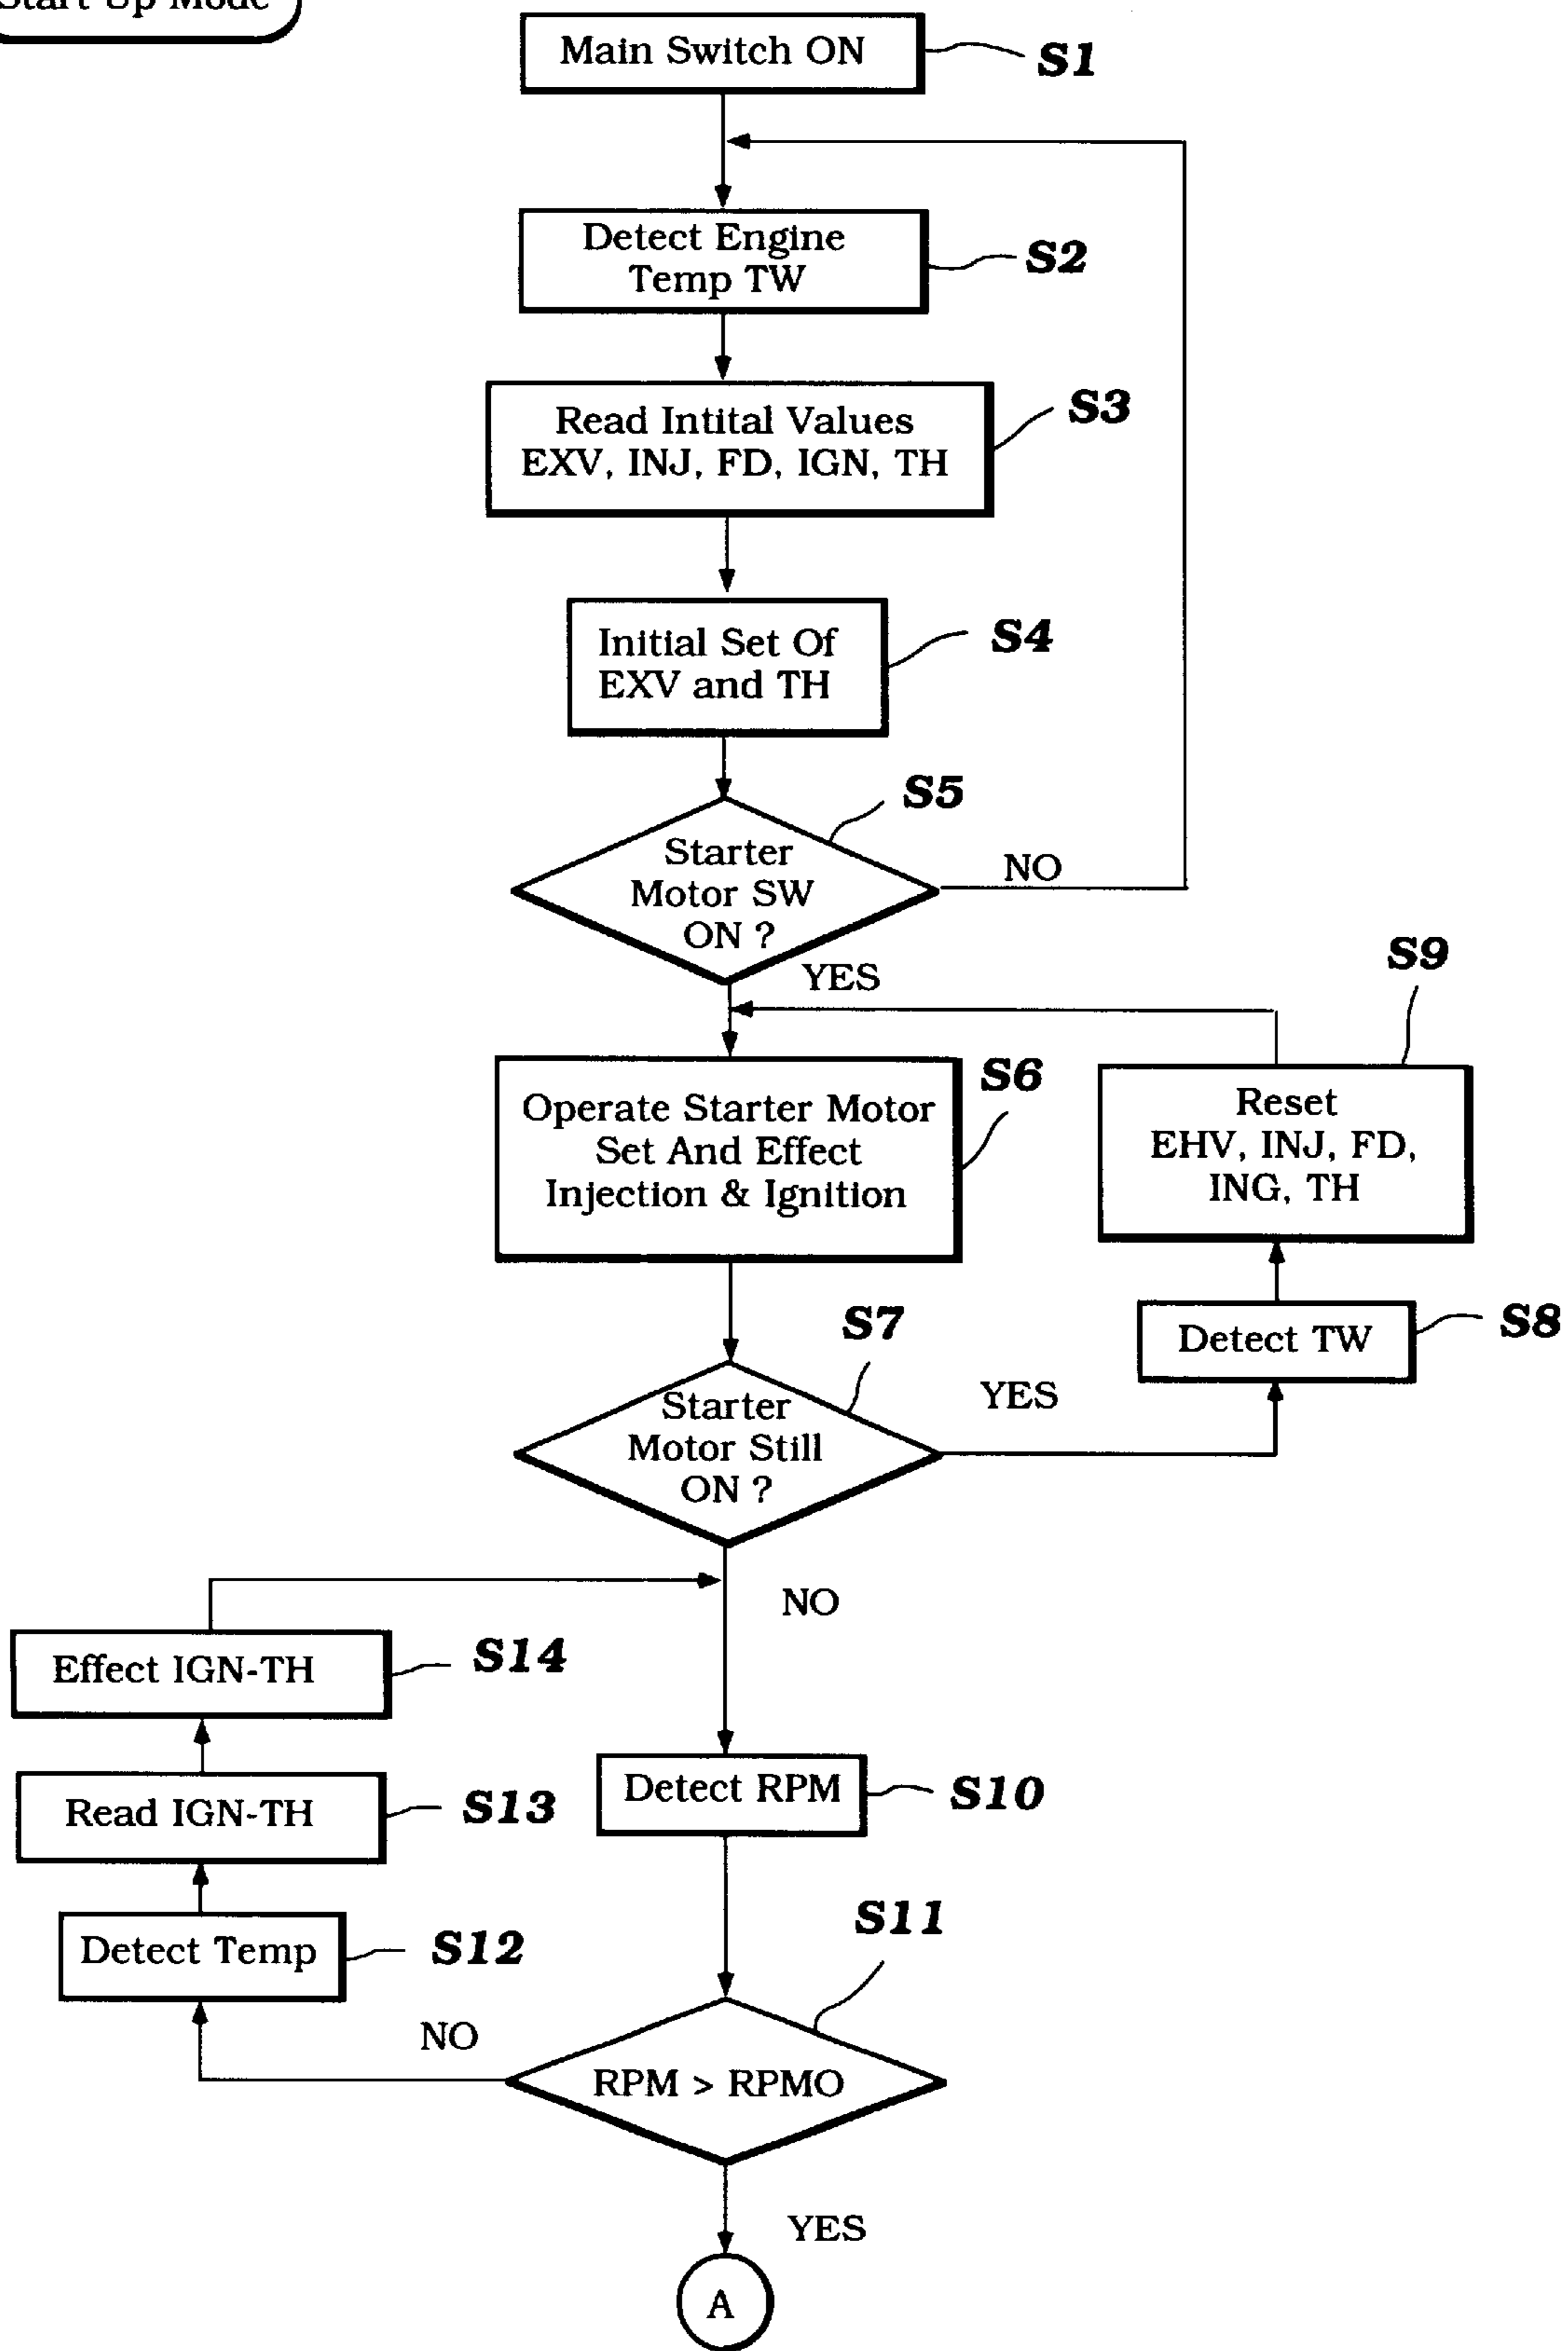 Start Up Mode
Main Switch ON
S1
Detect Engine
Temp TW
S2
Read Intital Values
EXV, INJ, FD, IGN, TH
S3
Initial Set Of
EXV and TH
S4
S5
Starter
Motor SW
ON ?
NO
YES
S9
Operate Starter Motor
Set And Effect
Injection & Ignition
S6
Reset
EHV, INJ, FD,
ING, TH
S7
Detect TW
S8
Starter
Motor Still
ON ?
YES
NO
Effect IGN-TH
S14
Read IGN-TH
S13
Detect RPM
S10
Detect Temp
S12
S11
NO
RPM > RPMO
YES
A